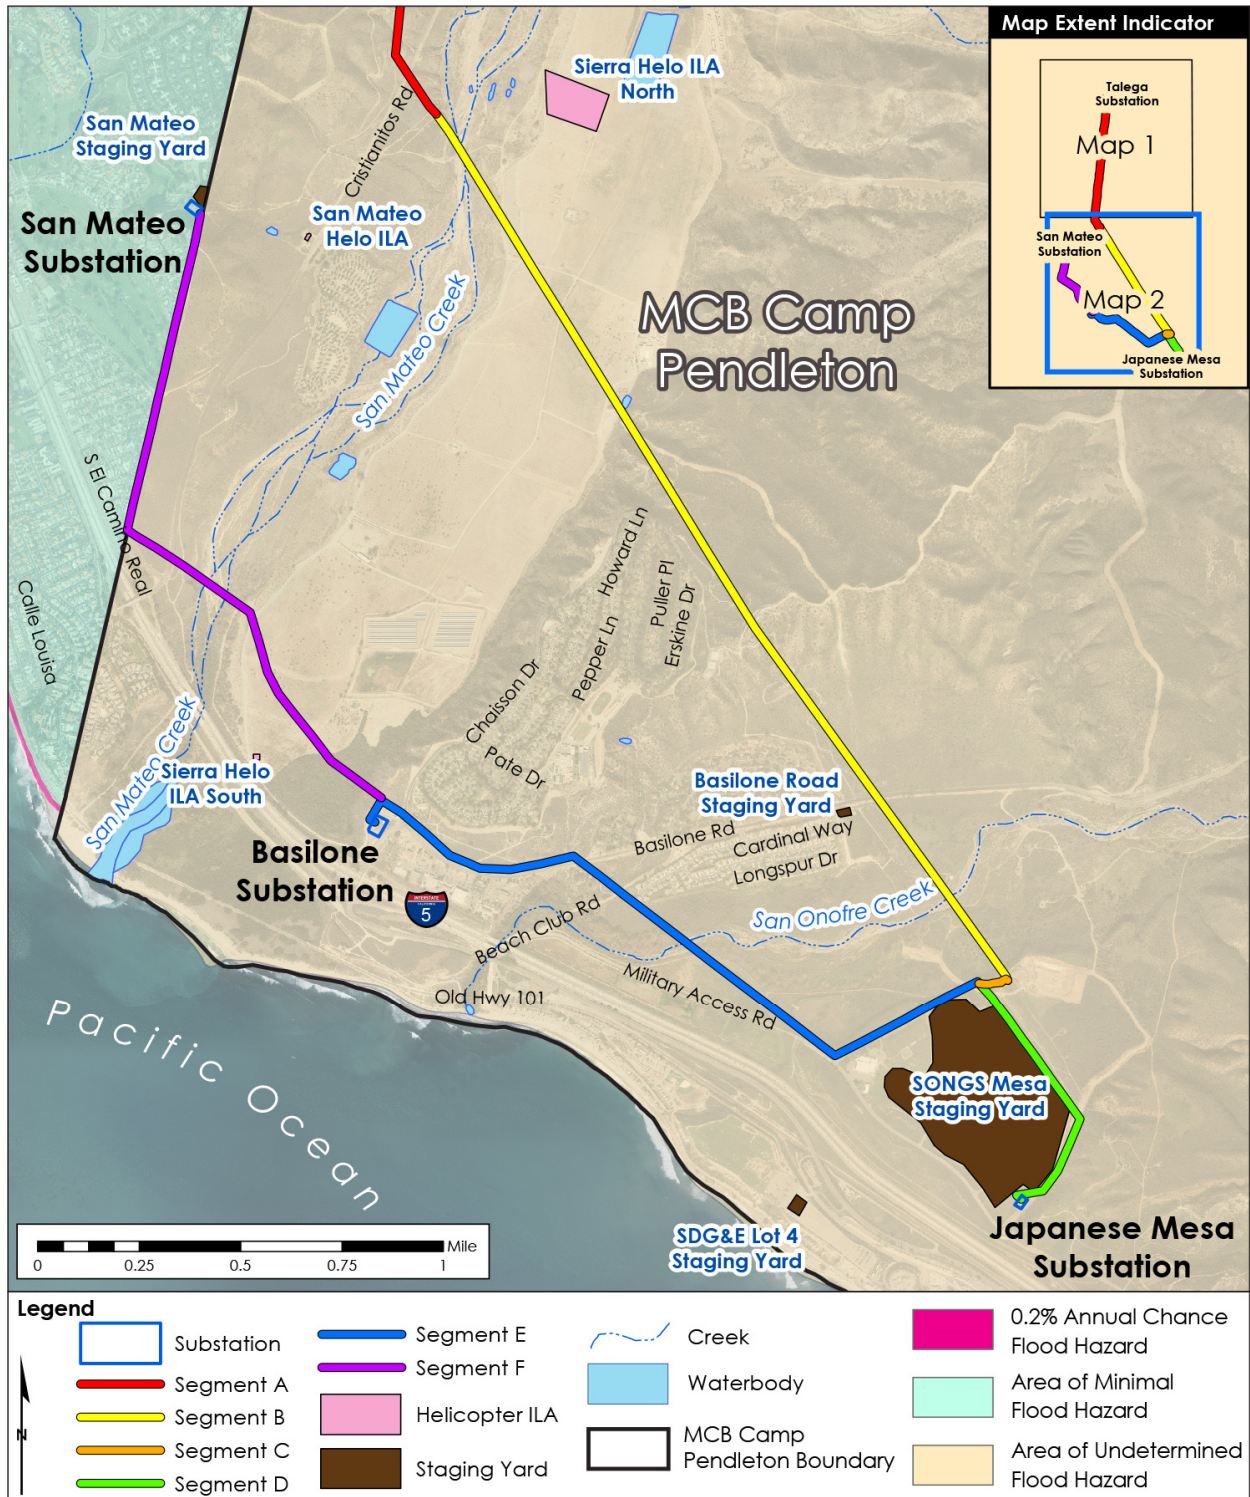 Map Extent Indicator
Talega
Substation
Map 1
San Mateo
Substation
Map 2
Japanese Mesa
Substation
Sierra Helo ILA
North
Cristianitos Rd
San Mateo
Staging Yard
San Mateo
Substation
San Mateo
Helo ILA
San Mateo Creek
MCB Camp
Pendleton
S El Camino Real
Calle Louisa
Howard Ln
Puller Pl
Erskine Dr
Pepper Ln
Chaisson Dr
Pate Dr
San Mateo Creek
Sierra Helo
ILA South
Basilone Road
Staging Yard
Basilone Rd
Cardinal Way
Longspur Dr
Basilone
Substation
INTERSTATE
CALIFORNIA
5
Beach Club Rd
San Onofre Creek
Military Access Rd
Old Hwy 101
Pacific Ocean
SONGS Mesa
Staging Yard
SDG&E Lot 4
Staging Yard
Japanese Mesa
Substation
Mile
0 0.25 0.5 0.75 1
Legend
N
Substation
Segment A
Segment B
Segment C
Segment D
Segment E
Segment F
Helicopter ILA
Staging Yard
Creek
Waterbody
MCB Camp
Pendleton Boundary
0.2% Annual Chance
Flood Hazard
Area of Minimal
Flood Hazard
Area of Undetermined
Flood Hazard